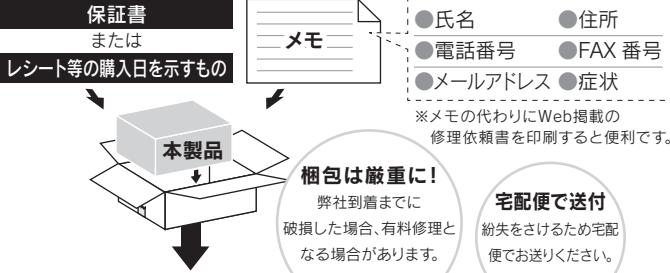 保証書
または
レシート等の購入日を示すもの
メモ
●氏名 ●住所
●電話番号 ●FAX 番号
●メールアドレス ●症状
※メモの代わりにWeb掲載の
修理依頼書を印刷すると便利です。
本製品
梱包は厳重に!
弊社到着までに
破損した場合、有料修理と
なる場合があります。
宅配便で送付
紛失をさけるため宅配
便でお送りください。